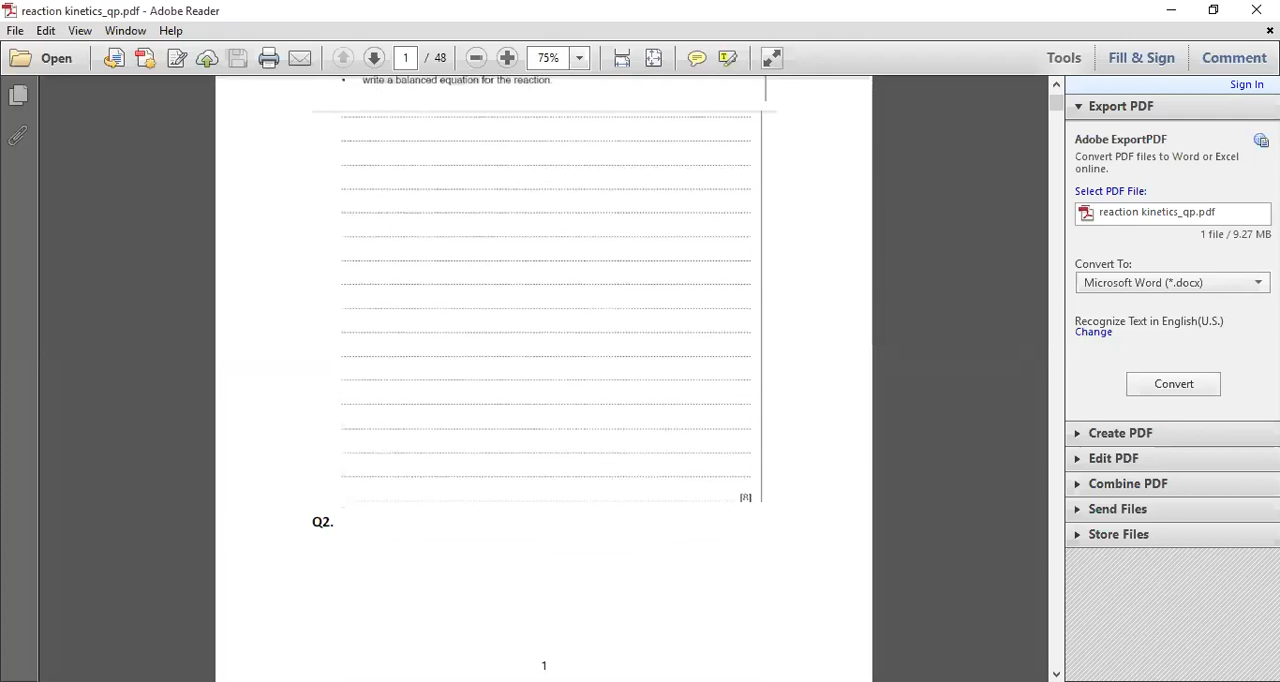 reaction kinetics_qp.pdf - Adobe Reader
File Edit View Window Help
Open 1 / 48 75% Tools Fill & Sign Comment
Sign In
• write a balanced equation for the reaction.
[8]
Q2.
1
Export PDF
Adobe ExportPDF
Convert PDF files to Word or Excel
online.
Select PDF File:
reaction kinetics_qp.pdf
1 file / 9.27 MB
Convert To:
Microsoft Word (*.docx)
Recognize Text in English(U.S.)
Change
Convert
Create PDF
Edit PDF
Combine PDF
Send Files
Store Files